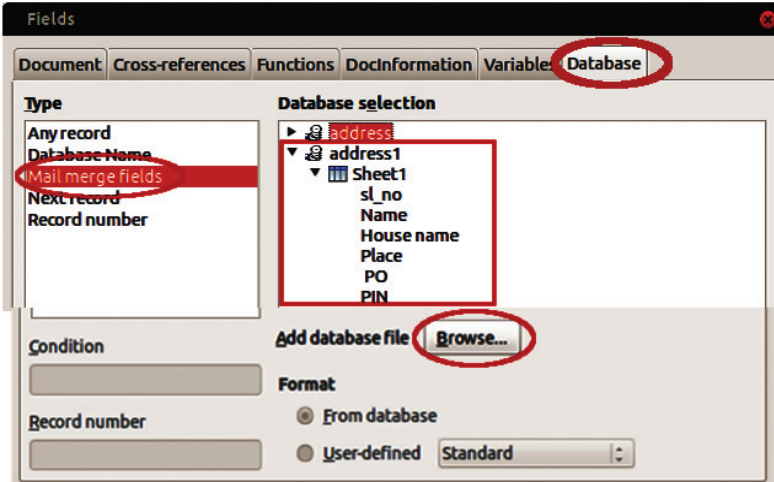 Fields
Document Cross-references Functions DocInformation Variables Database
Type
Any record
Database Name
Mail merge fields
Next record
Record number
Condition
Record number
Database selection
address
address1
Sheet1
sl_no
Name
House name
Place
PO
PIN
Add database file Browse...
Format
From database
User-defined Standard